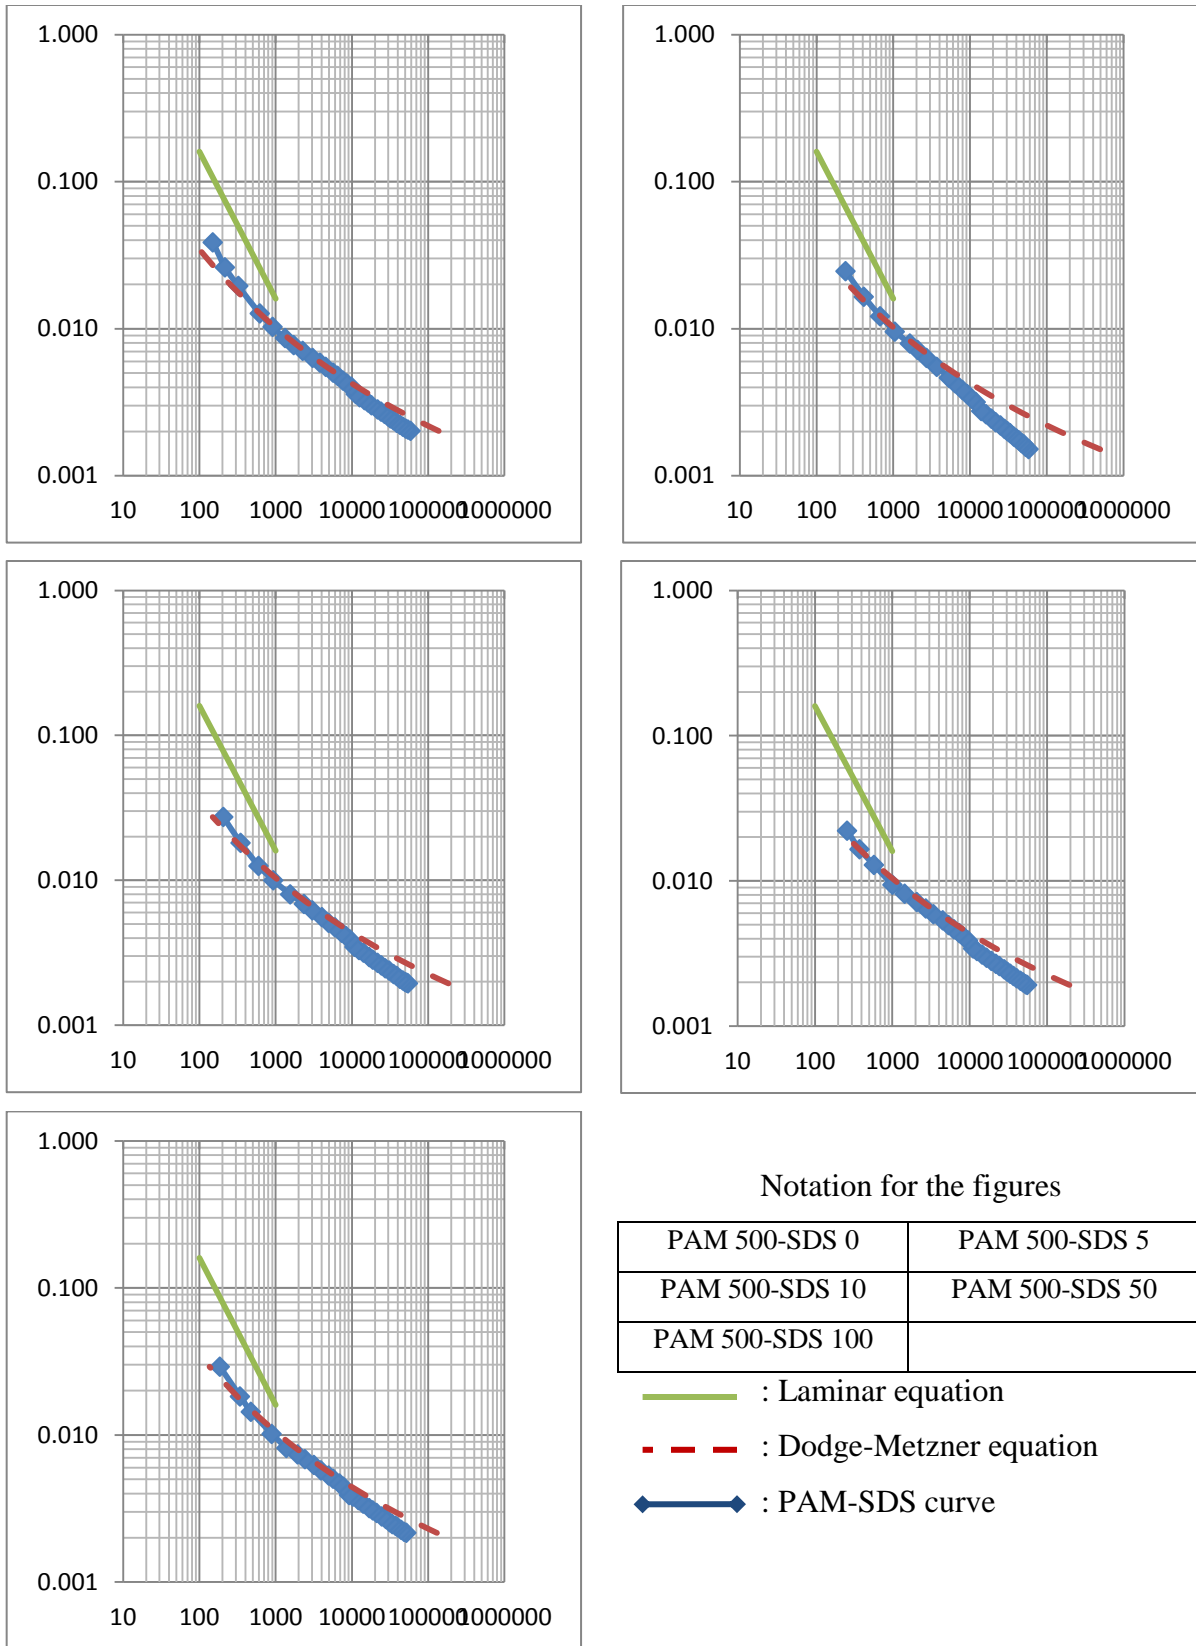 1.000
0.100
0.010
0.001
10 100 1000 10000 100000 1000000
1.000
0.100
0.010
0.001
10 100 1000 10000 100000 1000000
1.000
0.100
0.010
0.001
10 100 1000 10000 100000 1000000
1.000
0.100
0.010
0.001
10 100 1000 10000 100000 1000000
1.000
0.100
0.010
0.001
10 100 1000 10000 100000 1000000
Notation for the figures
PAM 500-SDS 0 PAM 500-SDS 5
PAM 500-SDS 10 PAM 500-SDS 50
PAM 500-SDS 100
: Laminar equation
: Dodge-Metzner equation
: PAM-SDS curve